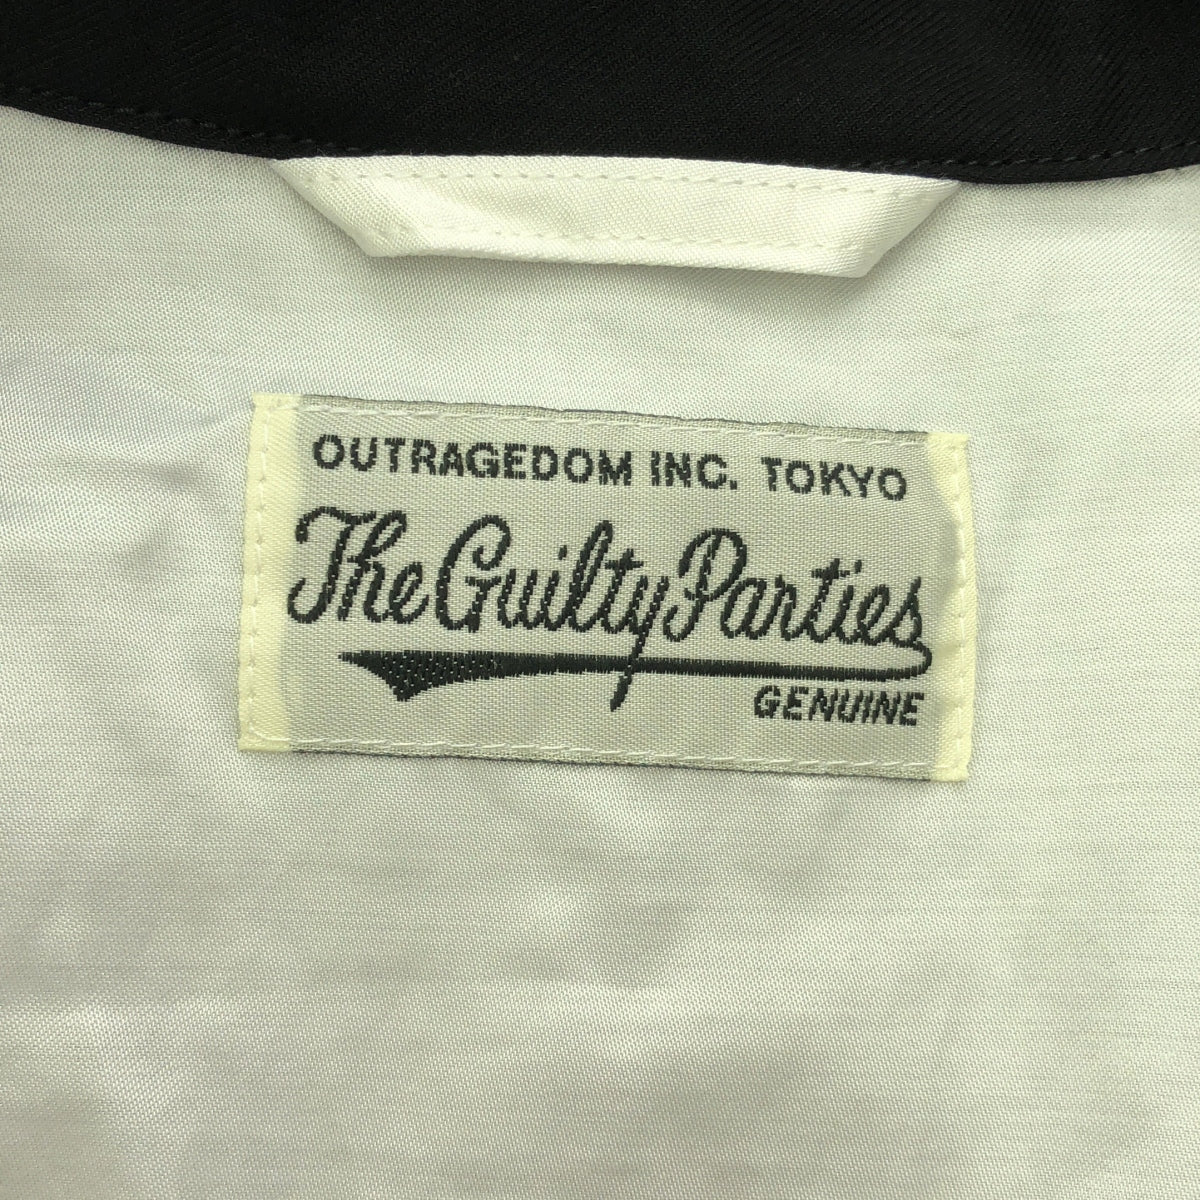 OUTRAGEDOM INC. TOKYO
The Guilty Parties
GENUINE